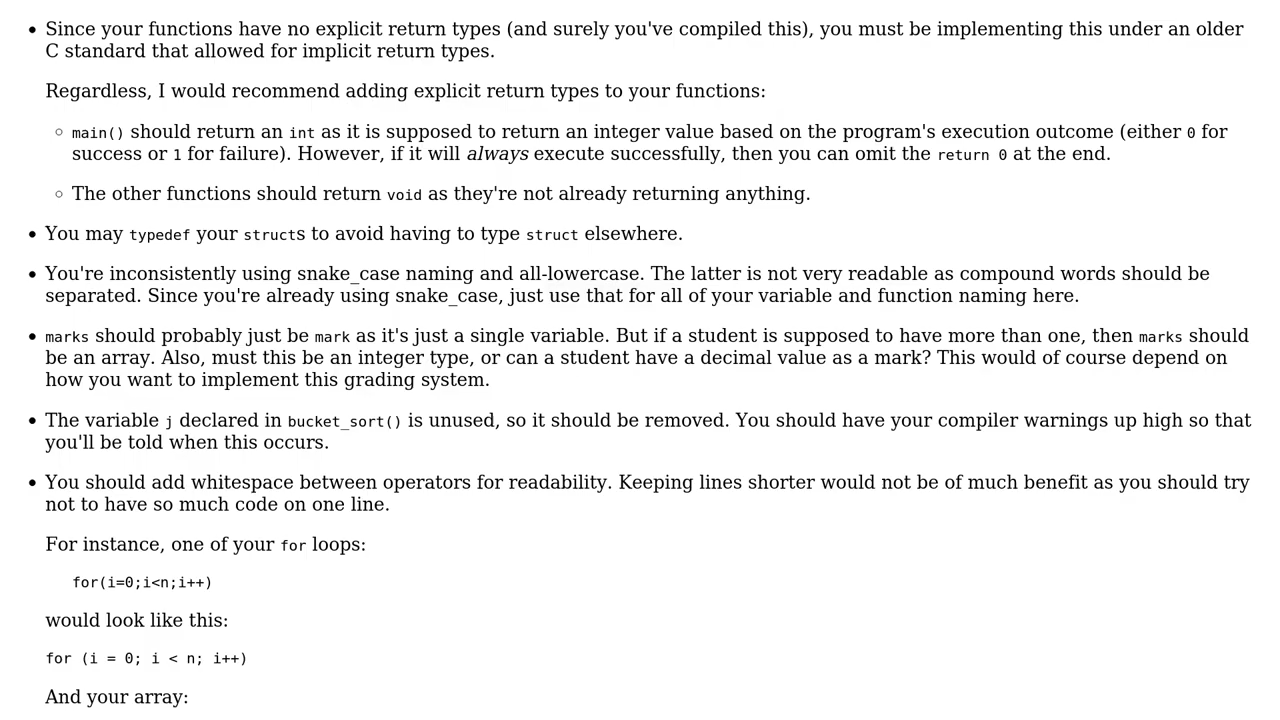 Since your functions have no explicit return types (and surely you've compiled this), you must be implementing this under an older
C standard that allowed for implicit return types.
Regardless, I would recommend adding explicit return types to your functions:
main() should return an int as it is supposed to return an integer value based on the program's execution outcome (either 0 for
success or 1 for failure). However, if it will always execute successfully, then you can omit the return 0 at the end.
The other functions should return void as they're not already returning anything.
You may typedef your structs to avoid having to type struct elsewhere.
You're inconsistently using snake_case naming and all-lowercase. The latter is not very readable as compound words should be
separated. Since you're already using snake_case, just use that for all of your variable and function naming here.
marks should probably just be mark as it's just a single variable. But if a student is supposed to have more than one, then marks should
be an array. Also, must this be an integer type, or can a student have a decimal value as a mark? This would of course depend on
how you want to implement this grading system.
The variable j declared in bucket_sort() is unused, so it should be removed. You should have your compiler warnings up high so that
you'll be told when this occurs.
You should add whitespace between operators for readability. Keeping lines shorter would not be of much benefit as you should try
not to have so much code on one line.
For instance, one of your for loops:
for(i=0;i<n;i++)
would look like this:
for (i = 0; i < n; i++)
And your array: